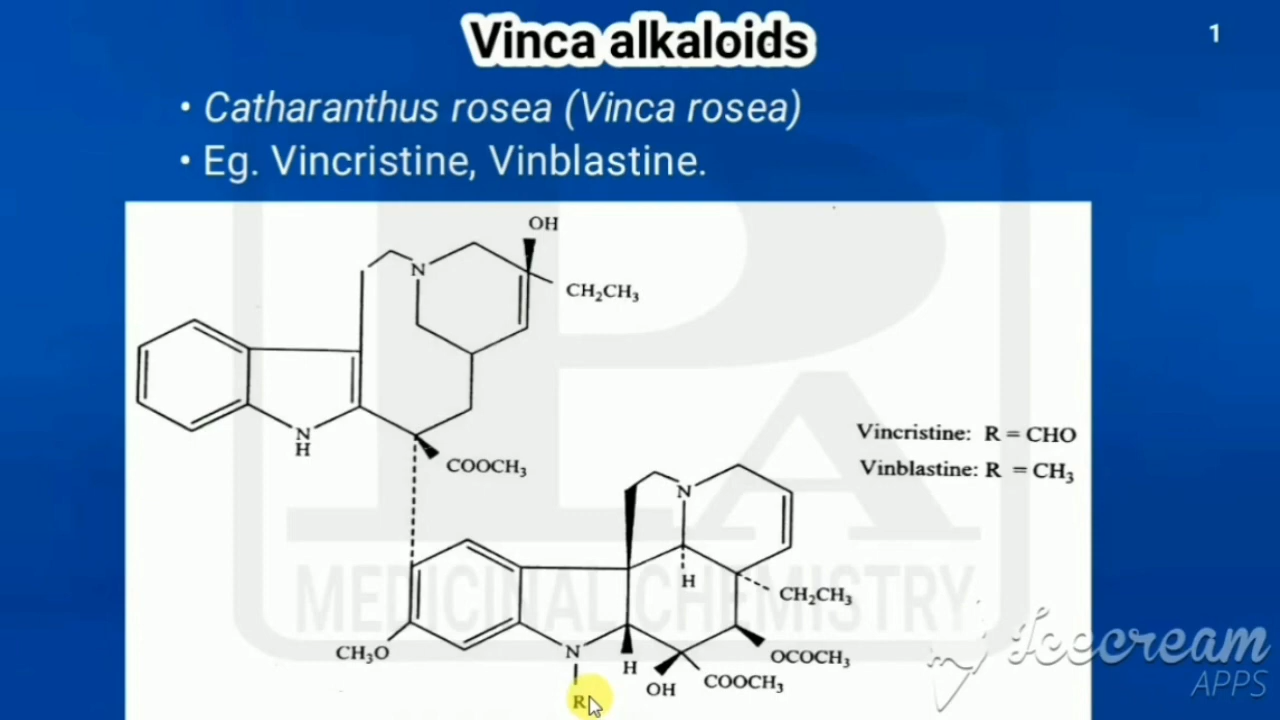 Vinca alkaloids
1
• Catharanthus rosea (Vinca rosea)
• Eg. Vincristine, Vinblastine.
OH
N
CH₂CH₃
N
H
COOCH₃
Vincristine: R = CHO
Vinblastine: R = CH₃
N
H
CH₂CH₃
CH₃O
N
H
OCOCH₃
OH
COOCH₃
R
PA
MEDICINAL CHEMISTRY
Icecream
APPS